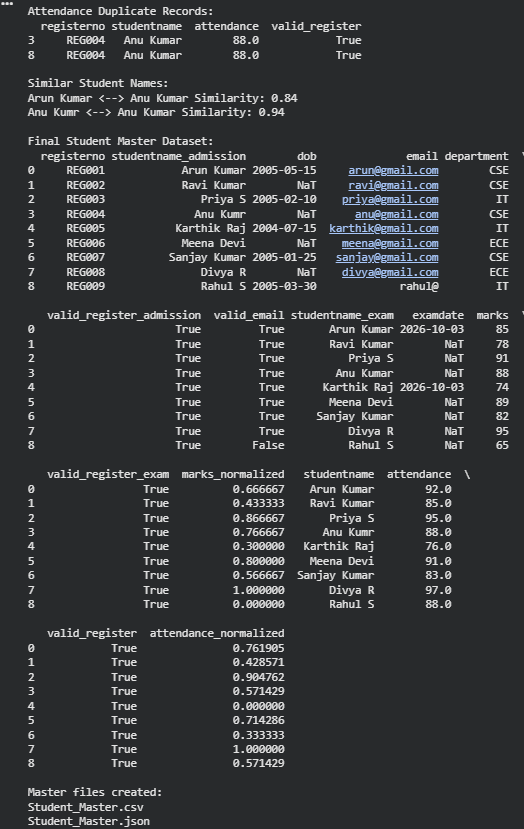 Attendance Duplicate Records:
  registerno studentname  attendance  valid_register
3     REG004   Anu Kumar        88.0            True
8     REG004   Anu Kumar        88.0            True

Similar Student Names:
Arun Kumar <--> Anu Kumar Similarity: 0.84
Anu Kumr <--> Anu Kumar Similarity: 0.94

Final Student Master Dataset:
  registerno studentname_admission        dob              email department  \
0     REG001            Arun Kumar 2005-05-15     arun@gmail.com        CSE
1     REG002            Ravi Kumar        NaT     ravi@gmail.com        CSE
2     REG003               Priya S 2005-02-10    priya@gmail.com         IT
3     REG004              Anu Kumr        NaT      anu@gmail.com        CSE
4     REG005           Karthik Raj 2004-07-15  karthik@gmail.com         IT
5     REG006            Meena Devi        NaT    meena@gmail.com        ECE
6     REG007          Sanjay Kumar 2005-01-25   sanjay@gmail.com        CSE
7     REG008               Divya R        NaT    divya@gmail.com        ECE
8     REG009               Rahul S 2005-03-30             rahul@         IT

   valid_register_admission  valid_email studentname_exam   examdate  marks  \
0                      True         True       Arun Kumar 2026-10-03     85
1                      True         True       Ravi Kumar        NaT     78
2                      True         True          Priya S        NaT     91
3                      True         True        Anu Kumar        NaT     88
4                      True         True      Karthik Raj 2026-10-03     74
5                      True         True       Meena Devi        NaT     89
6                      True         True     Sanjay Kumar        NaT     82
7                      True         True          Divya R        NaT     95
8                      True        False          Rahul S        NaT     65

   valid_register_exam  marks_normalized   studentname  attendance  \
0                 True          0.666667    Arun Kumar        92.0
1                 True          0.433333    Ravi Kumar        85.0
2                 True          0.866667       Priya S        95.0
3                 True          0.766667      Anu Kumr        88.0
4                 True          0.300000   Karthik Raj        76.0
5                 True          0.800000    Meena Devi        91.0
6                 True          0.566667  Sanjay Kumar        83.0
7                 True          1.000000       Divya R        97.0
8                 True          0.000000       Rahul S        88.0

   valid_register  attendance_normalized
0            True               0.761905
1            True               0.428571
2            True               0.904762
3            True               0.571429
4            True               0.000000
5            True               0.714286
6            True               0.333333
7            True               1.000000
8            True               0.571429

Master files created:
Student_Master.csv
Student_Master.json